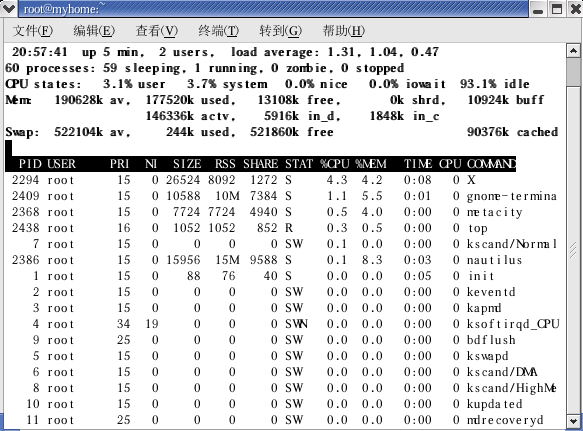 root@myhome:~
文件(F) 编辑(E) 查看(V) 终端(T) 转到(G) 帮助(H)
20:57:41 up 5 min, 2 users, load average: 1.31, 1.04, 0.47
60 processes: 59 sleeping, 1 running, 0 zombie, 0 stopped
CPU states: 3.1% user 3.7% system 0.0% nice 0.0% iowait 93.1% idle
Mem: 190628k av, 177520k used, 13108k free, 0k shrd, 10924k buff
146336k actv, 5916k in_d, 1848k in_c
Swap: 522104k av, 244k used, 521860k free 90376k cached
PID USER PRI NI SIZE RSS SHARE STAT %CPU %MEM TIME CPU COMMAND
2294 root 15 0 26524 8092 1272 S 4.3 4.2 0:08 0 X
2409 root 15 0 10588 10M 7384 S 1.1 5.5 0:01 0 gnome-termina
2368 root 15 0 7724 7724 4940 S 0.5 4.0 0:00 0 metacity
2438 root 16 0 1052 1052 852 R 0.3 0.5 0:00 0 top
7 root 15 0 0 0 0 SW 0.1 0.0 0:00 0 kscand/Normal
2386 root 15 0 15956 15M 9588 S 0.1 8.3 0:03 0 nautilus
1 root 15 0 88 76 40 S 0.0 0.0 0:05 0 init
2 root 15 0 0 0 0 SW 0.0 0.0 0:00 0 keventd
3 root 15 0 0 0 0 SW 0.0 0.0 0:00 0 kapmd
4 root 34 19 0 0 0 SWN 0.0 0.0 0:00 0 ksoftirqd_CPU
9 root 25 0 0 0 0 SW 0.0 0.0 0:00 0 bdflush
5 root 15 0 0 0 0 SW 0.0 0.0 0:00 0 kswapd
6 root 15 0 0 0 0 SW 0.0 0.0 0:00 0 kscand/DMA
8 root 15 0 0 0 0 SW 0.0 0.0 0:00 0 kscand/HighMe
10 root 15 0 0 0 0 SW 0.0 0.0 0:00 0 kupdated
11 root 25 0 0 0 0 SW 0.0 0.0 0:00 0 mdrecoveryd